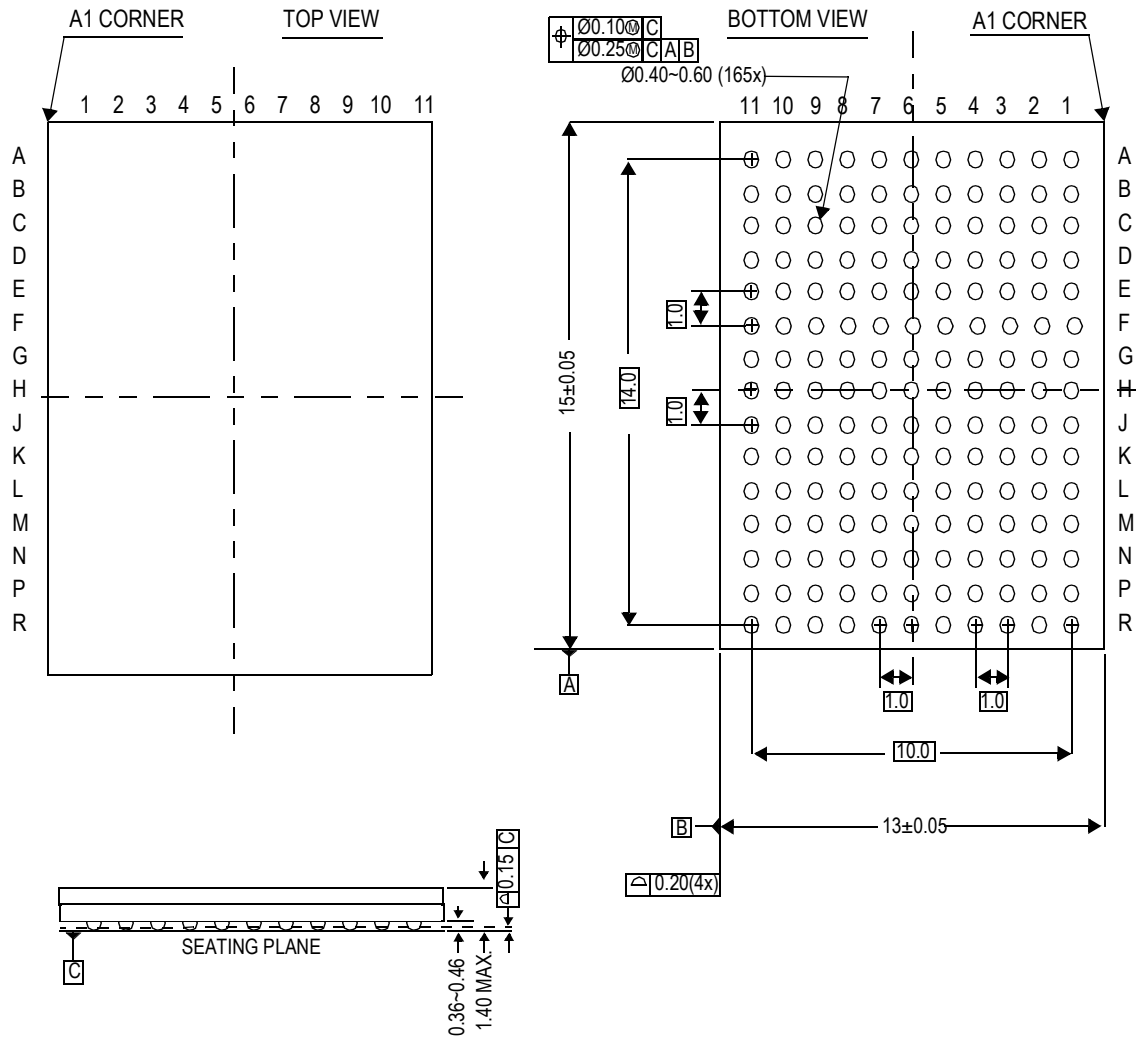 A1 CORNER
TOP VIEW
1 2 3 4 5 6 7 8 9 10 11
A
B
C
D
E
F
G
H
J
K
L
M
N
P
R
Ø0.10Ⓜ C
Ø0.25Ⓜ C A B
Ø0.40~0.60 (165x)
BOTTOM VIEW
A1 CORNER
11 10 9 8 7 6 5 4 3 2 1
A
B
C
D
E
F
G
H
J
K
L
M
N
P
R
1.0
1.0
15±0.05
14.0
A
1.0
1.0
10.0
B
13±0.05
0.20(4x)
0.15 C
SEATING PLANE
C
0.36~0.46
1.40 MAX.